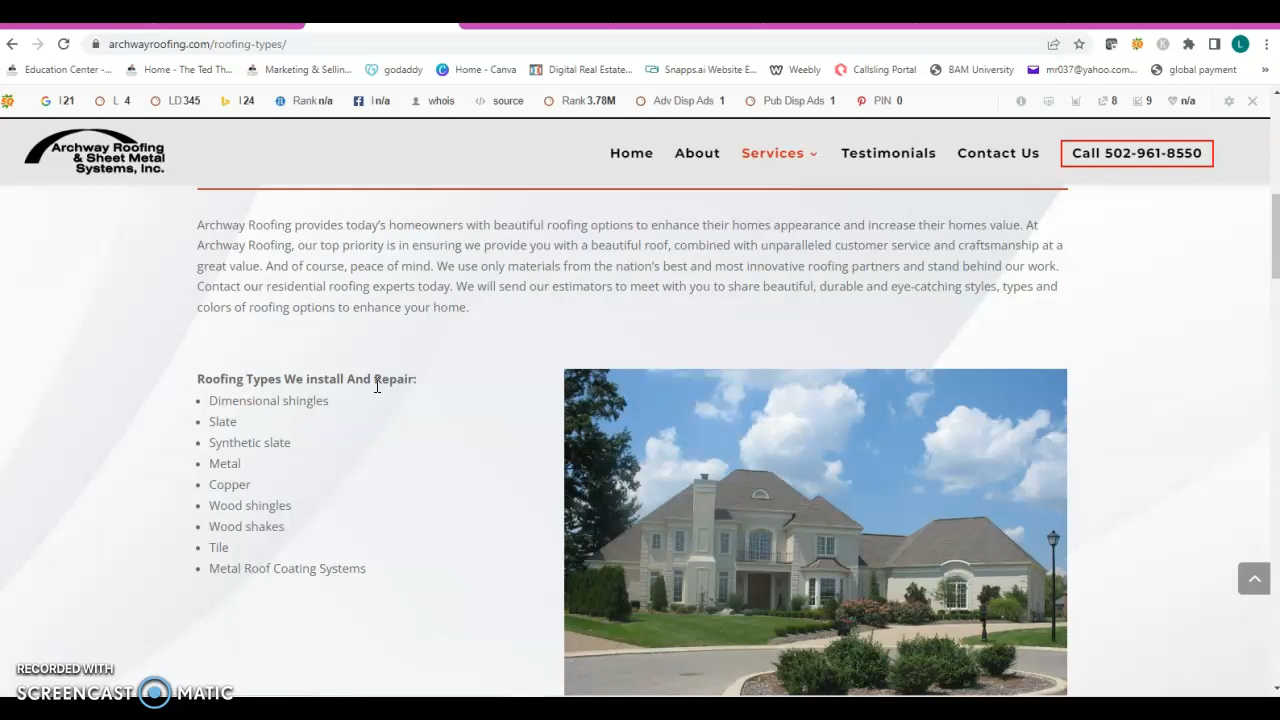 archwayroofing.com/roofing-types/
Education Center -... Home - The Ted Th... Marketing & Sellin... godaddy Home - Canva Digital Real Estate... Snapps.ai Website E... Weebly Callsling Portal BAM University mr037@yahoo.com... global payment »
I 21 L 4 LD 345 I 24 Rank n/a I n/a whois source Rank 3.78M Adv Disp Ads 1 Pub Disp Ads 1 PIN 0 8 9 n/a
Archway Roofing
& Sheet Metal
Systems, Inc.
Home About Services Testimonials Contact Us Call 502-961-8550
Archway Roofing provides today's homeowners with beautiful roofing options to enhance their homes appearance and increase their homes value. At
Archway Roofing, our top priority is in ensuring we provide you with a beautiful roof, combined with unparalleled customer service and craftsmanship at a
great value. And of course, peace of mind. We use only materials from the nation's best and most innovative roofing partners and stand behind our work.
Contact our residential roofing experts today. We will send our estimators to meet with you to share beautiful, durable and eye-catching styles, types and
colors of roofing options to enhance your home.
Roofing Types We install And Repair:
• Dimensional shingles
• Slate
• Synthetic slate
• Metal
• Copper
• Wood shingles
• Wood shakes
• Tile
• Metal Roof Coating Systems
RECORDED WITH
SCREENCAST MATIC